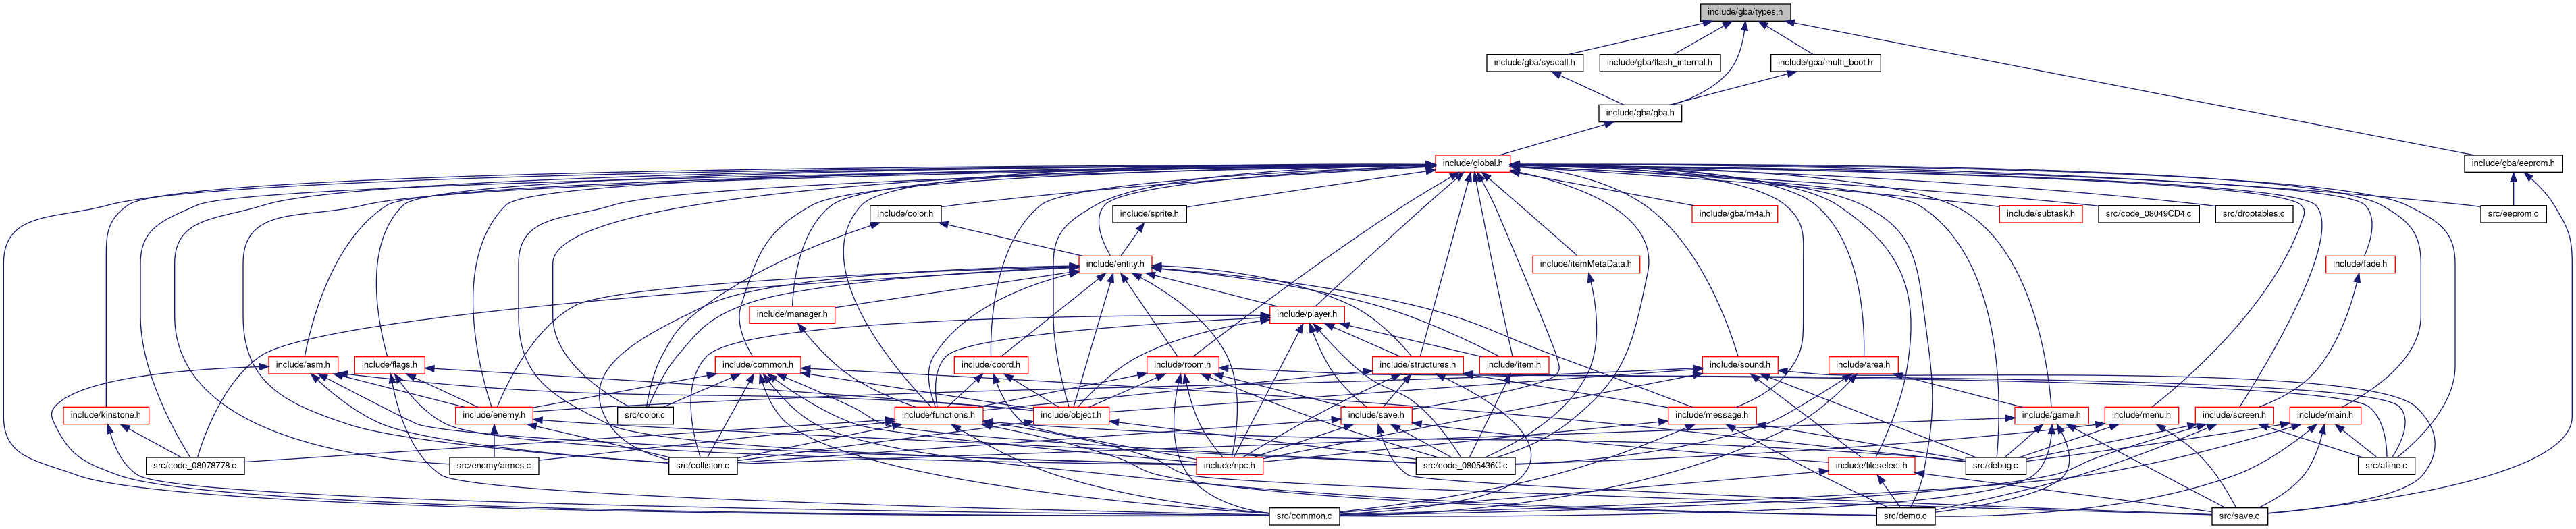 include/gba/types.h
include/gba/syscall.h
include/gba/flash_internal.h
include/gba/multi_boot.h
include/gba/gba.h
include/global.h
include/gba/eeprom.h
include/color.h
include/sprite.h
include/gba/m4a.h
include/subtask.h
src/code_08049CD4.c
src/droptables.c
src/eeprom.c
include/entity.h
include/itemMetaData.h
include/fade.h
include/manager.h
include/player.h
include/asm.h
include/flags.h
include/common.h
include/coord.h
include/room.h
include/structures.h
include/item.h
include/sound.h
include/area.h
include/kinstone.h
include/enemy.h
src/color.c
include/functions.h
include/object.h
include/save.h
include/message.h
include/game.h
include/menu.h
include/screen.h
include/main.h
src/code_08078778.c
src/enemy/armos.c
src/collision.c
include/npc.h
src/code_0805436C.c
include/fileselect.h
src/debug.c
src/affine.c
src/common.c
src/demo.c
src/save.c